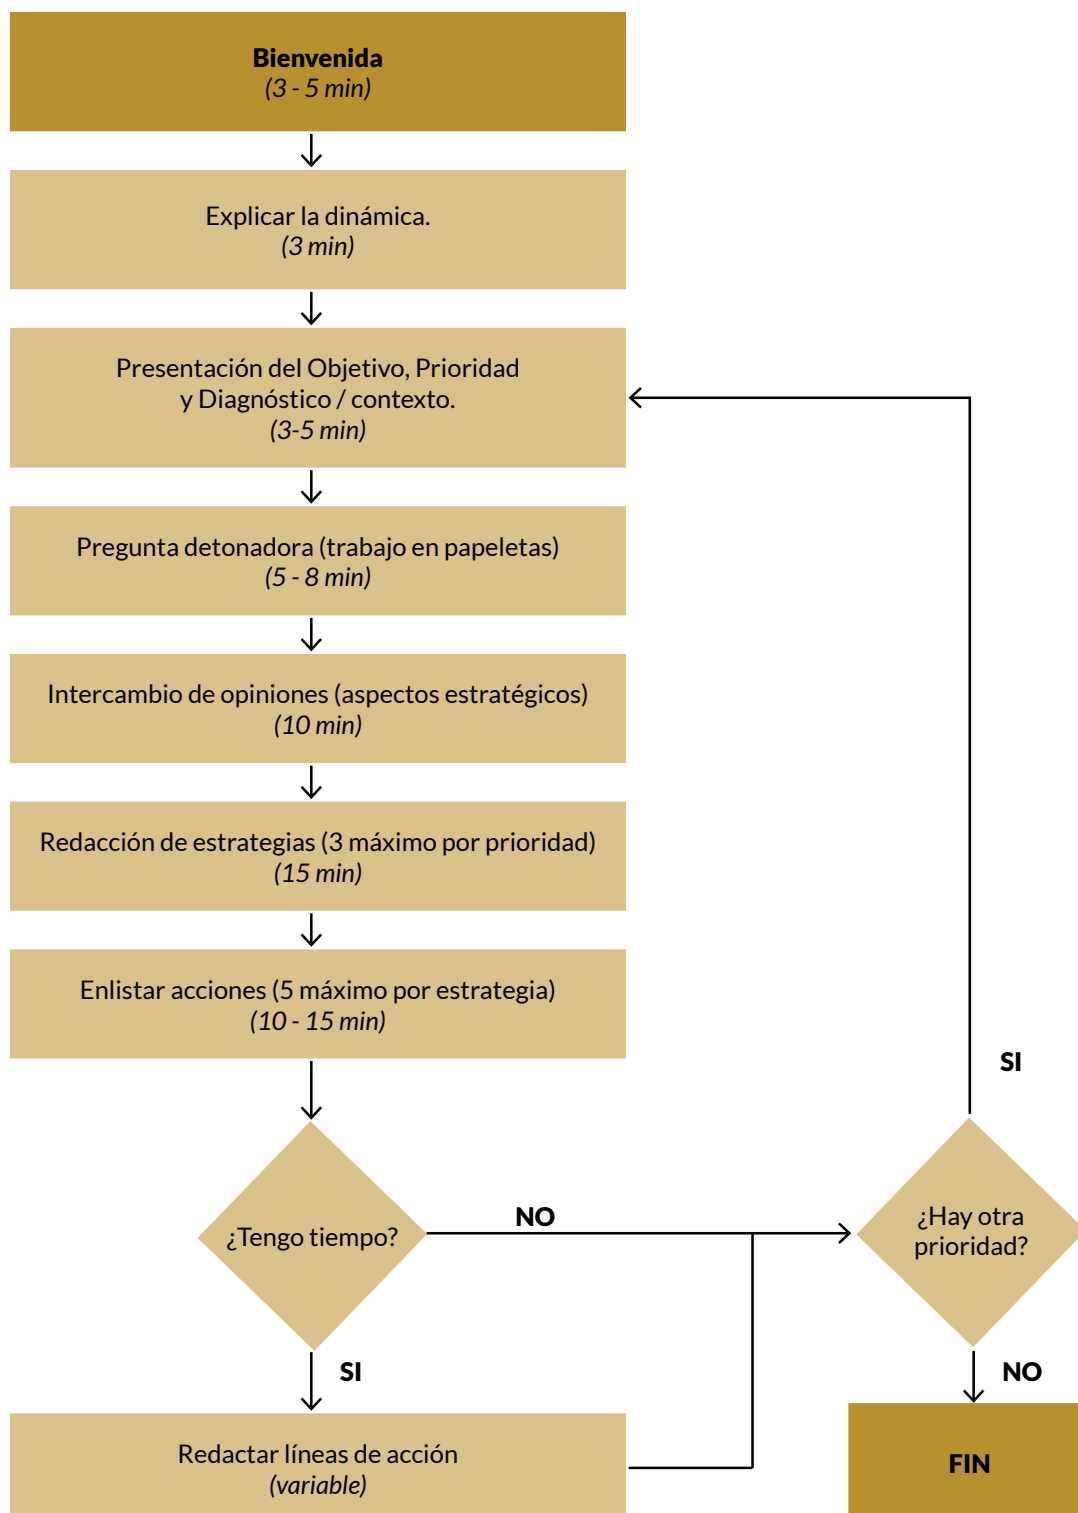 Bienvenida
(3 - 5 min)
Explicar la dinámica.
(3 min)
Presentación del Objetivo, Prioridad
y Diagnóstico / contexto.
(3-5 min)
Pregunta detonadora (trabajo en papeletas)
(5 - 8 min)
Intercambio de opiniones (aspectos estratégicos)
(10 min)
Redacción de estrategias (3 máximo por prioridad)
(15 min)
Enlistar acciones (5 máximo por estrategia)
(10 - 15 min)
¿Tengo tiempo?
NO
SI
Redactar líneas de acción
(variable)
¿Hay otra
prioridad?
SI
NO
FIN